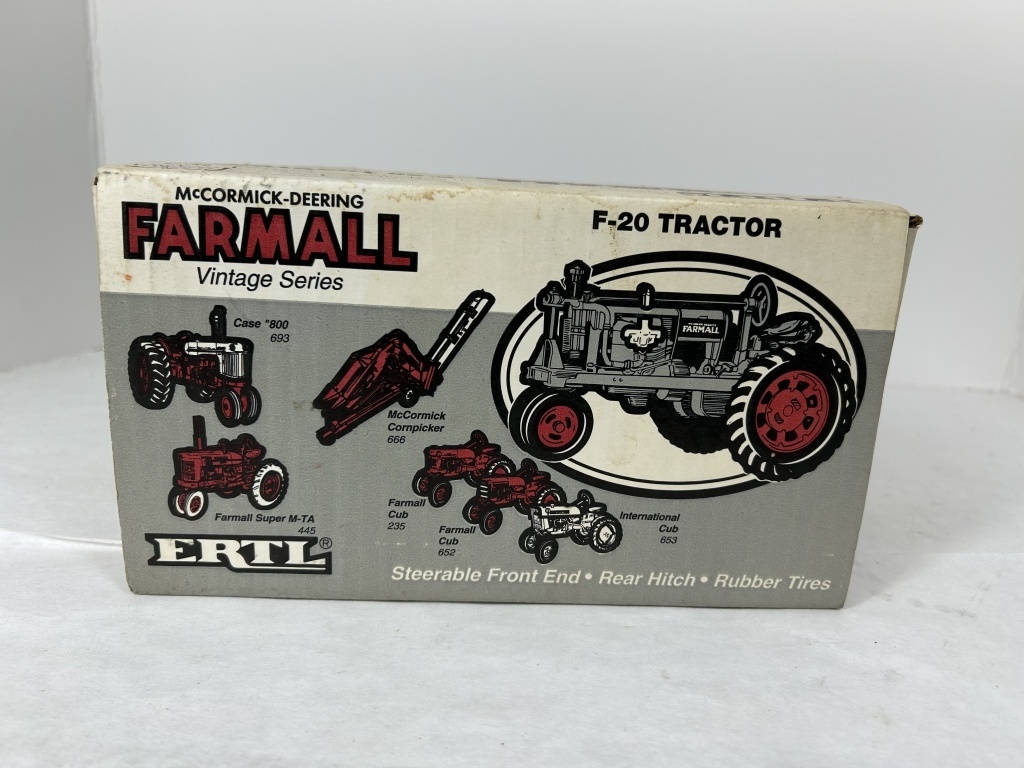 McCORMICK-DEERING
FARMALL
Vintage Series
F-20 TRACTOR
Case "800
693
FARMALL
McCormick
Cornpicker
666
Farmall Super M-TA
445
Farmall
Cub
235
Farmall
Cub
652
International
Cub
653
ERTL®
Steerable Front End • Rear Hitch • Rubber Tires